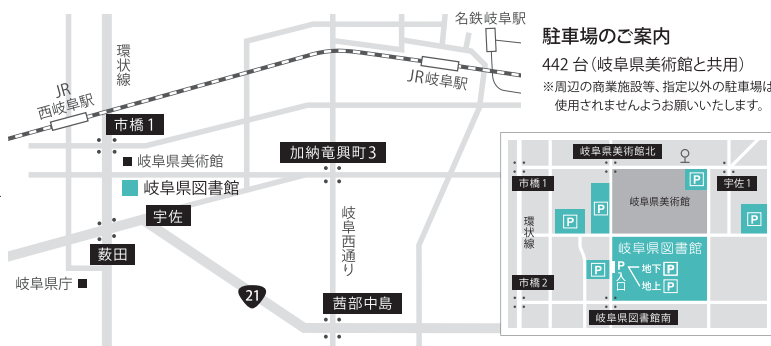 名鉄岐阜駅
環状線
JR
西岐阜駅
JR岐阜駅
市橋1
■ 岐阜県美術館
加納竜興町3
岐阜県図書館
宇佐
岐阜西通り
薮田
岐阜県庁 ■
21
茜部中島
駐車場のご案内
442 台(岐阜県美術館と共用)
※周辺の商業施設等、指定以外の駐車場は
使用されませんようお願いいたします。
岐阜県美術館北
市橋1
P
宇佐1
岐阜県美術館
P
P
P
環状線
岐阜県図書館
P
P
入口
地下 P
地上 P
市橋2
岐阜県図書館南